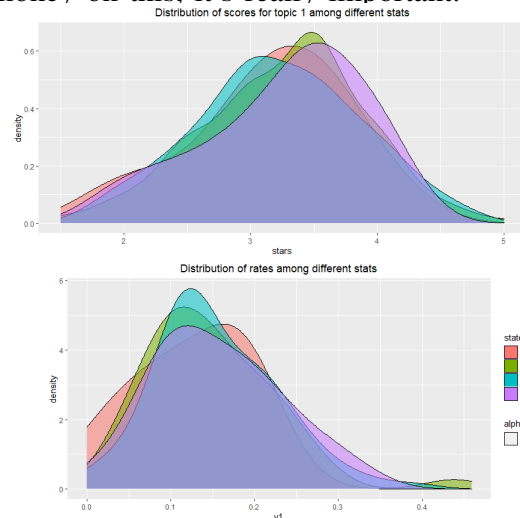 Distribution of scores for topic 1 among different stats
0.6
0.4
0.2
0.0
density
2 3 4 5
stars
Distribution of rates among different stats
6
4
2
0
density
0.0 0.1 0.2 0.3 0.4
state
alph